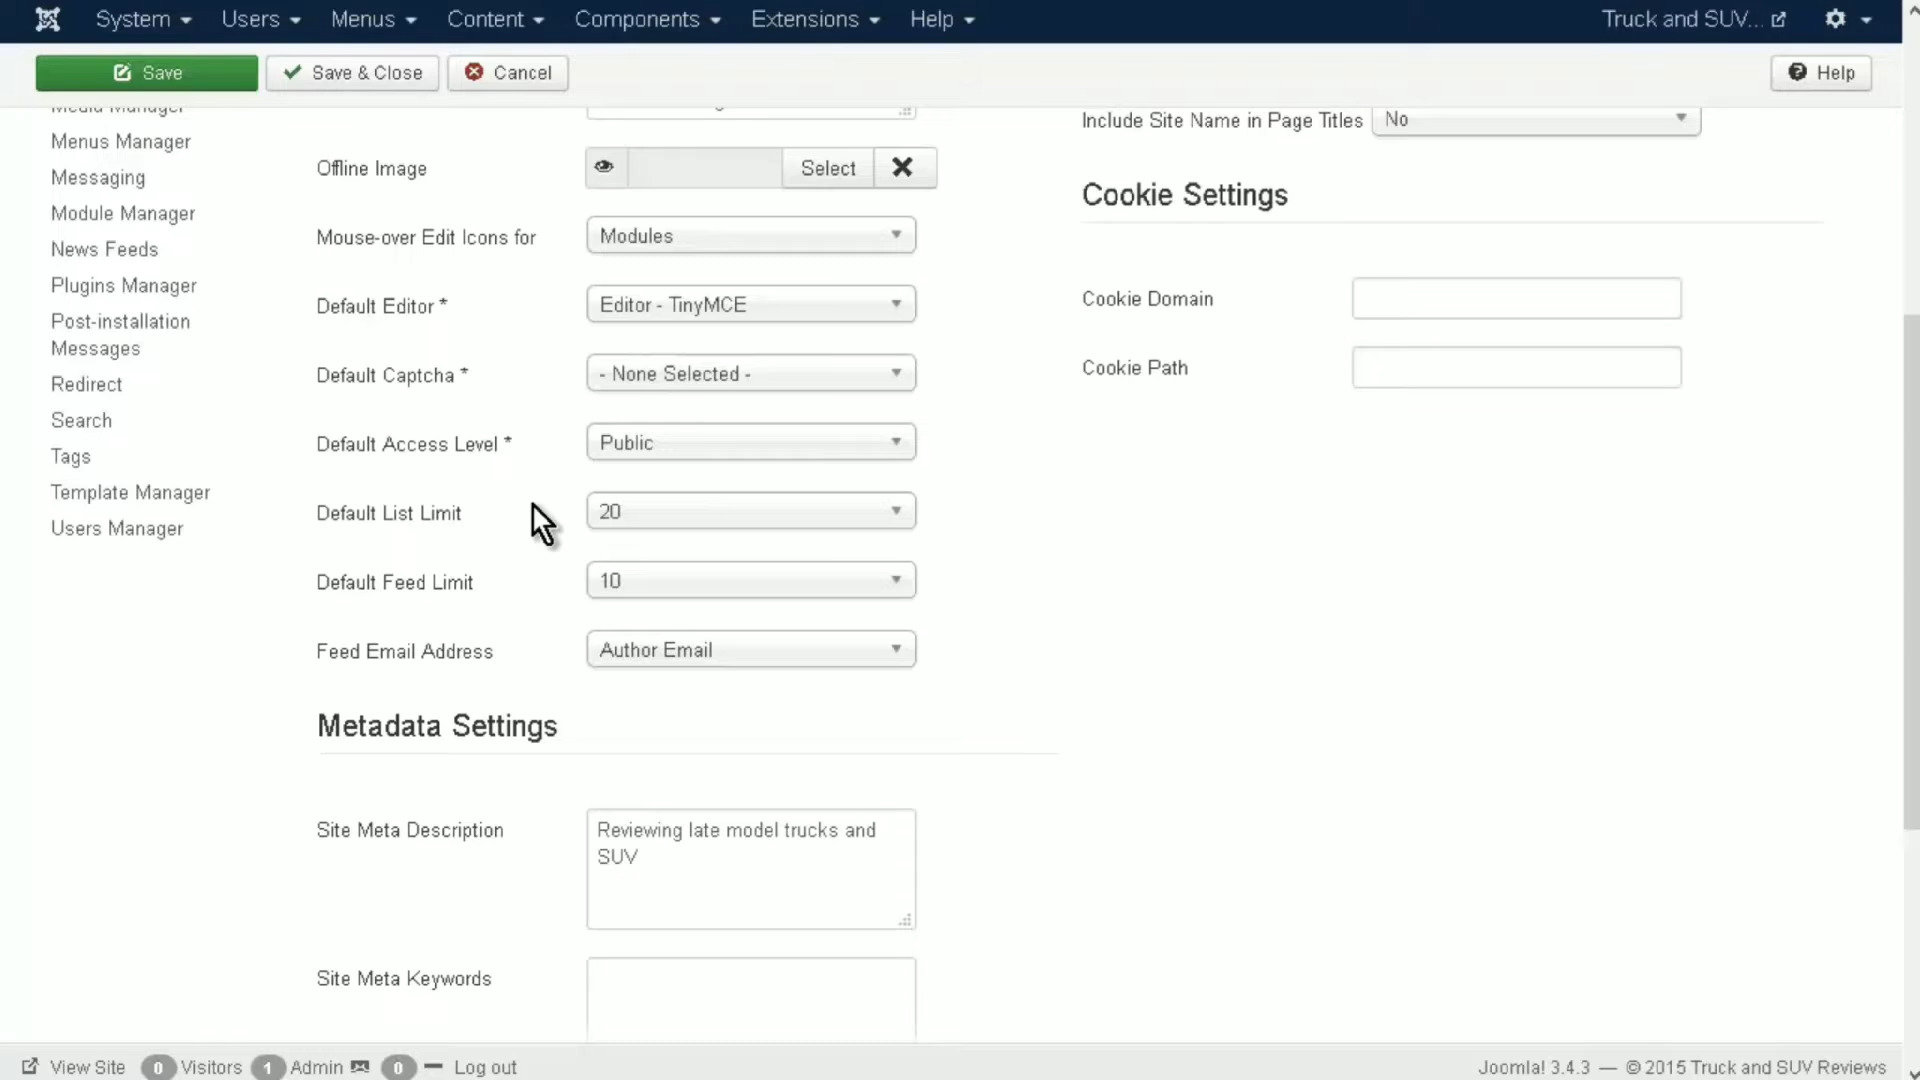 System Users Menus Content Components Extensions Help Truck and SUV...
Save Save & Close Cancel Help
Media Manager
Menus Manager
Messaging
Module Manager
News Feeds
Plugins Manager
Post-installation
Messages
Redirect
Search
Tags
Template Manager
Users Manager
Offline Image Select
Mouse-over Edit Icons for Modules
Default Editor * Editor - TinyMCE
Default Captcha * - None Selected -
Default Access Level * Public
Default List Limit 20
Default Feed Limit 10
Feed Email Address Author Email
Metadata Settings
Site Meta Description Reviewing late model trucks and
SUV
Site Meta Keywords
Include Site Name in Page Titles No
Cookie Settings
Cookie Domain
Cookie Path
View Site 0 Visitors 1 Admin 0 Log out Joomla! 3.4.3 — © 2015 Truck and SUV Reviews